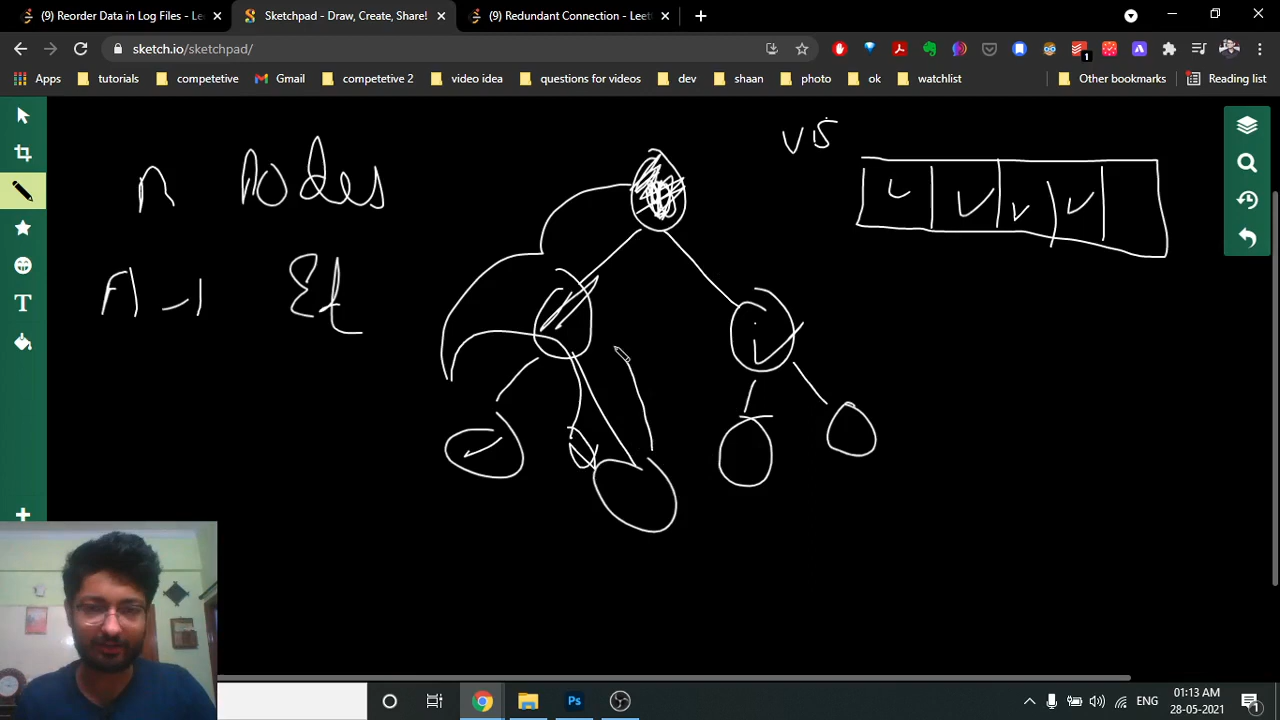 (9) Reorder Data in Log Files - Le
Sketchpad - Draw, Create, Share!
(9) Redundant Connection - Leet
sketch.io/sketchpad/
1
Apps
tutorials
competetive
Gmail
competetive 2
video idea
questions for videos
dev
shaan
photo
ok
watchlist
Other bookmarks
Reading list
n nodes
vis
n-1
T
ENG
01:13 AM
28-05-2021
Ps